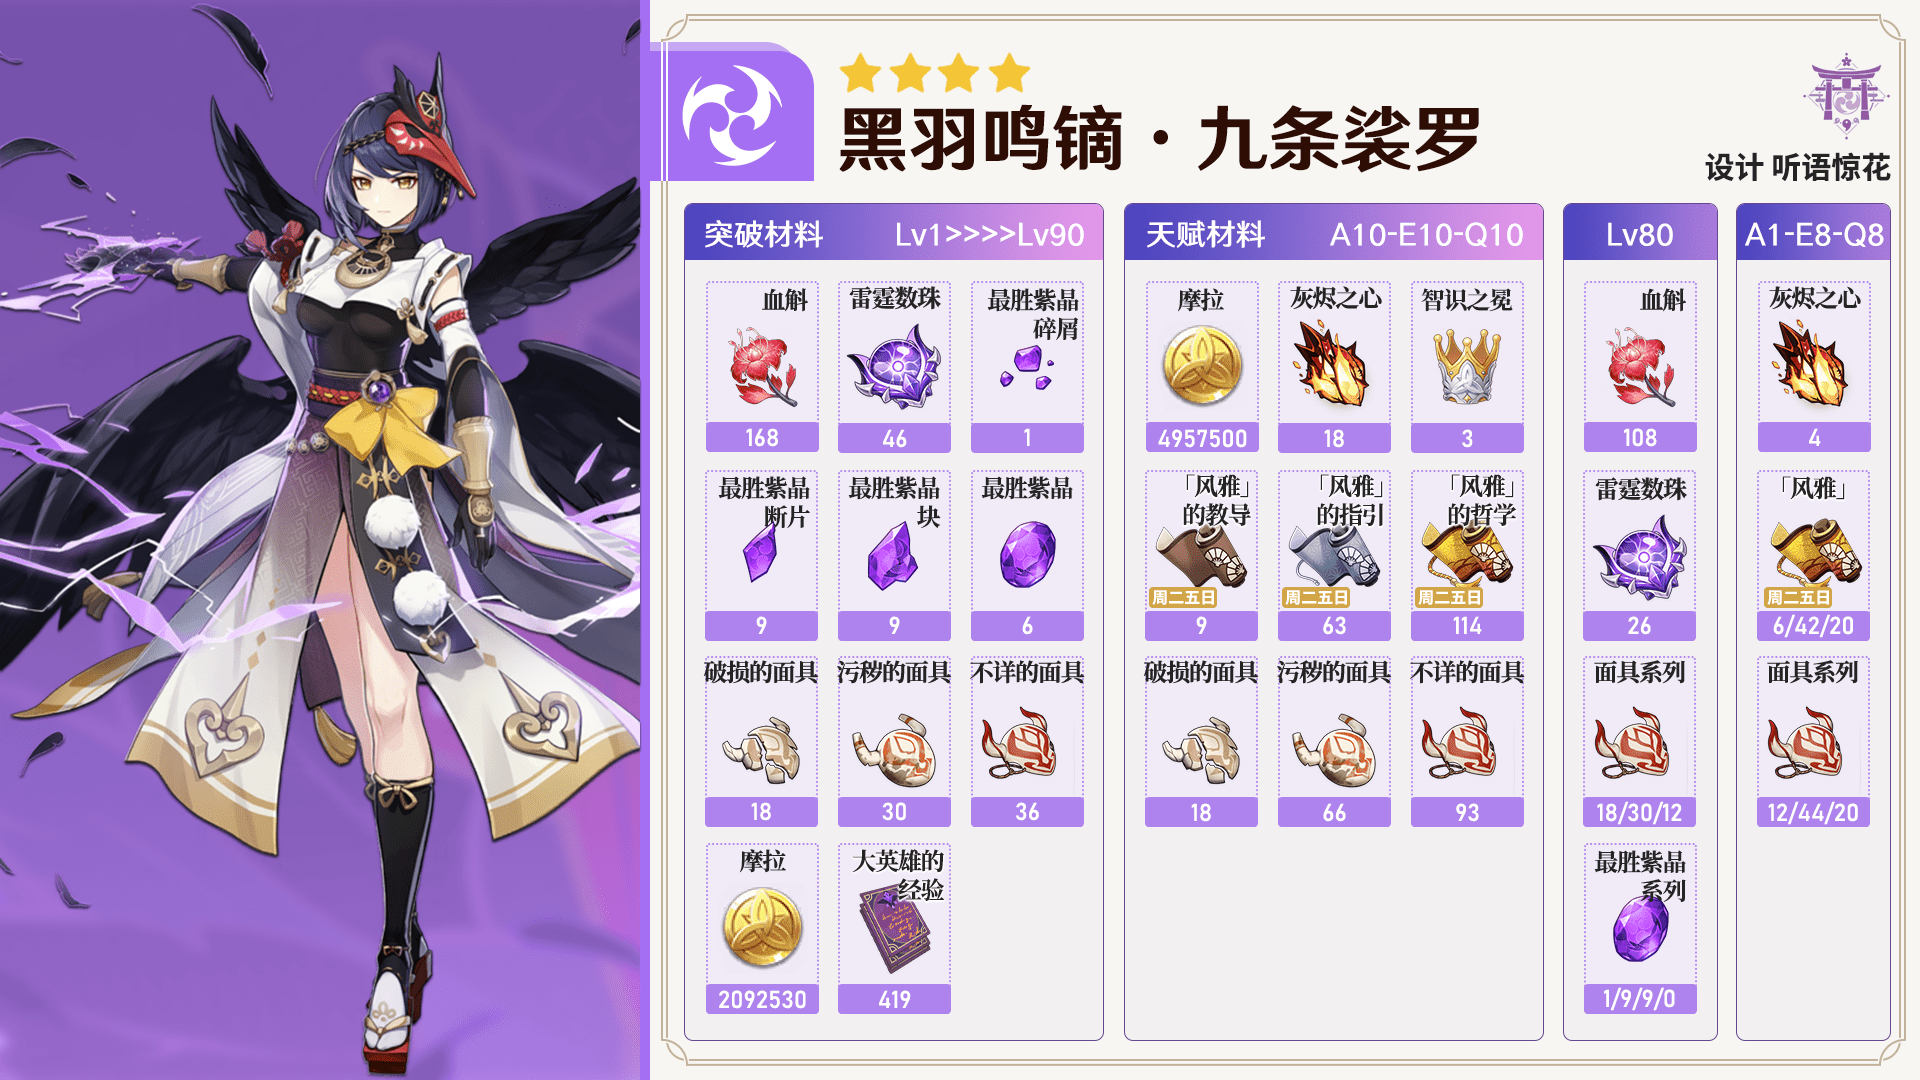 黑羽鸣镝·九条裟罗
设计 听语惊花
突破材料 Lv1>>>>Lv90
血斛
168
雷霆数珠
46
最胜紫晶
碎屑
1
最胜紫晶
断片
9
最胜紫晶
块
9
最胜紫晶
6
破损的面具
18
污秽的面具
30
不详的面具
36
摩拉
2092530
大英雄的
经验
419
天赋材料 A10-E10-Q10
摩拉
4957500
灰烬之心
18
智识之冕
3
「风雅」
的教导
周二五日
9
「风雅」
的指引
周二五日
63
「风雅」
的哲学
周二五日
114
破损的面具
18
污秽的面具
66
不详的面具
93
Lv80
血斛
108
雷霆数珠
26
面具系列
18/30/12
最胜紫晶
系列
1/9/9/0
A1-E8-Q8
灰烬之心
4
「风雅」
周二五日
6/42/20
面具系列
12/44/20